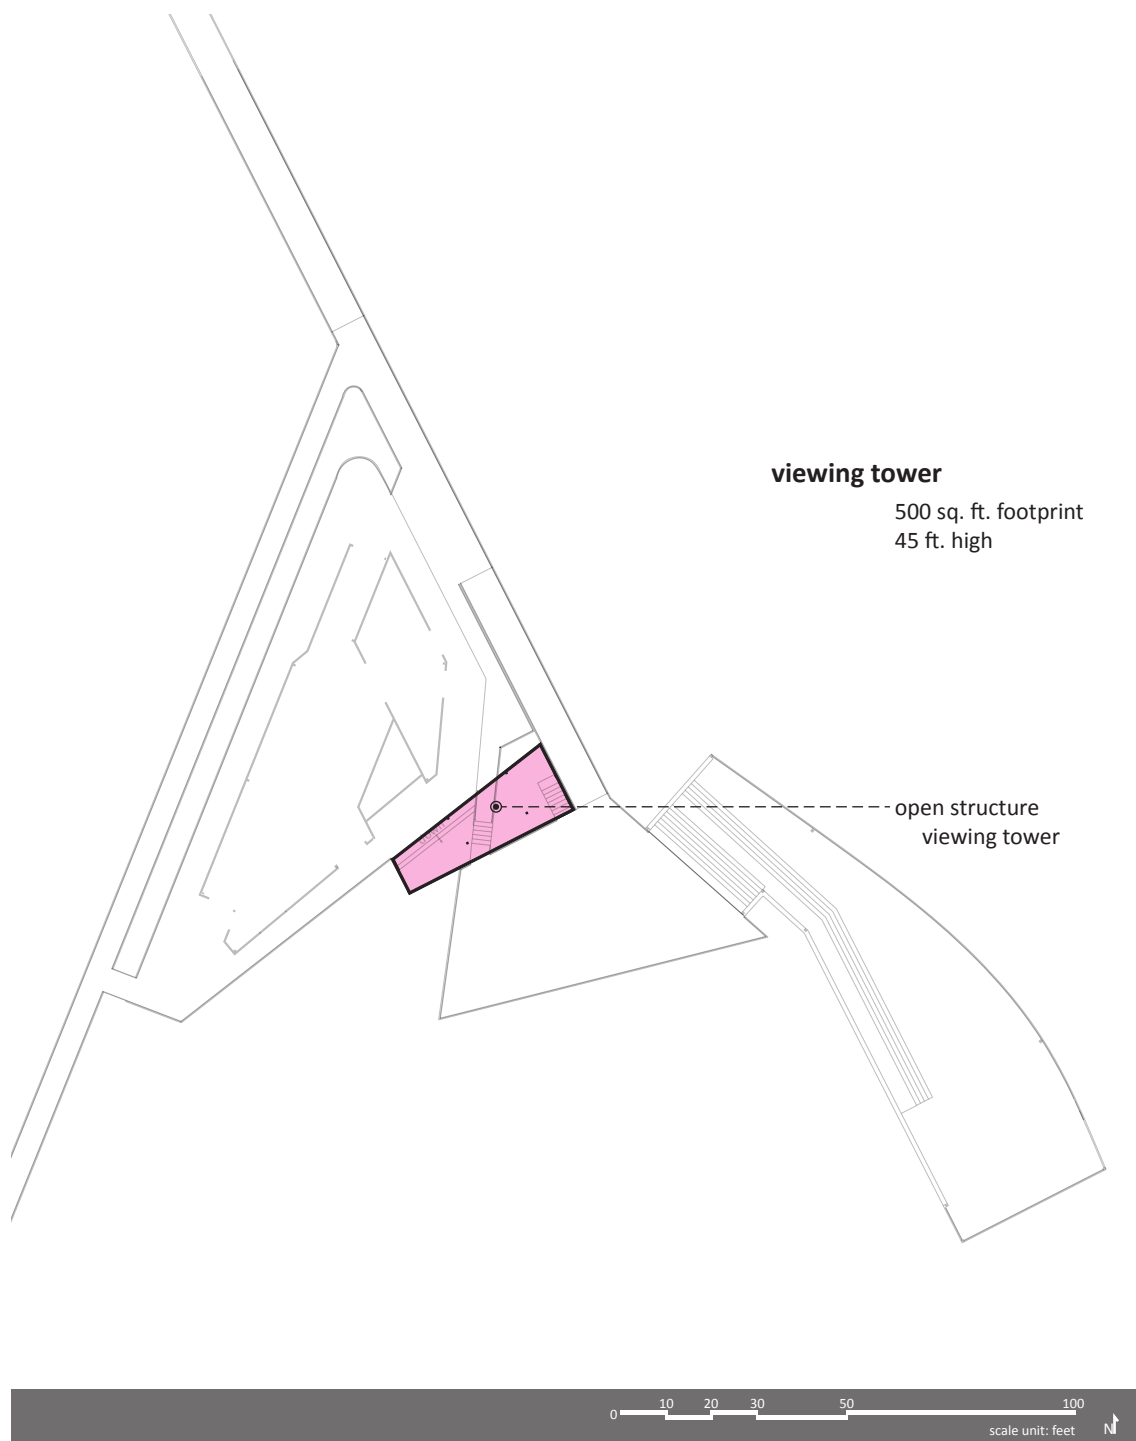 viewing tower
500 sq. ft. footprint
45 ft. high
open structure
viewing tower
0 10 20 30 50 100
scale unit: feet
N